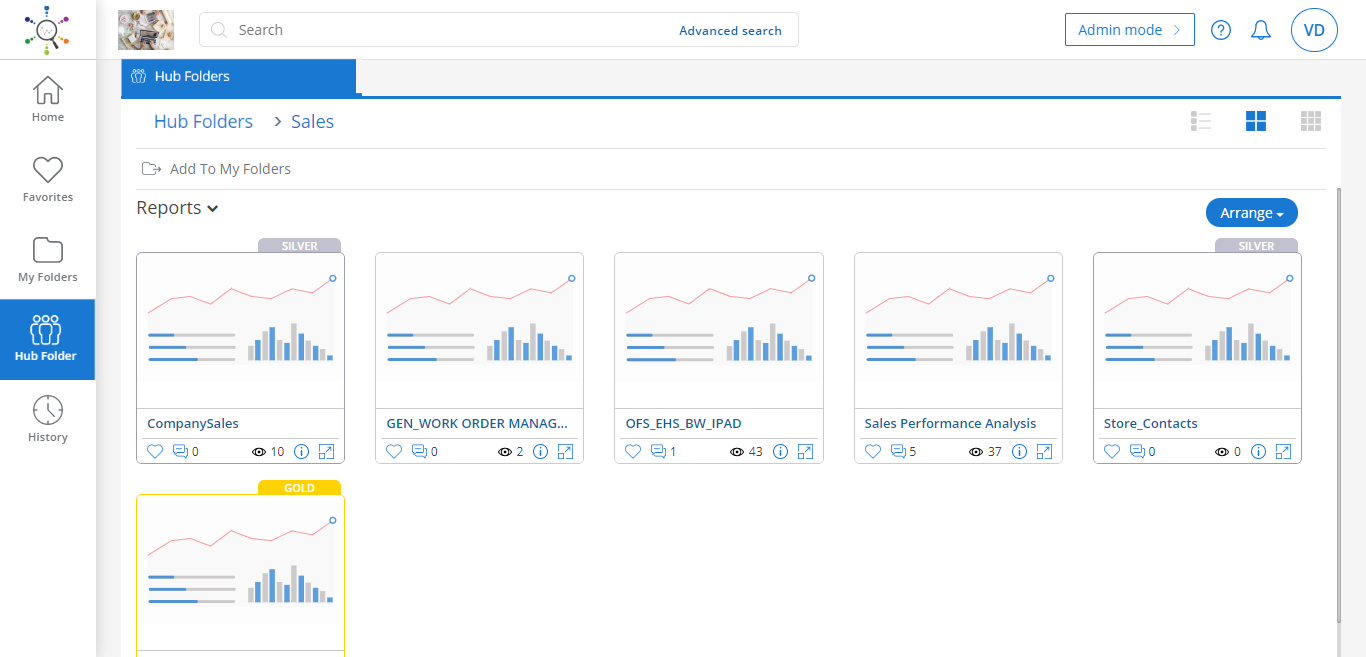 Search
Advanced search
Admin mode
VD
Hub Folders
Home
Favorites
My Folders
Hub Folder
History
Hub Folders > Sales
Add To My Folders
Reports
Arrange
SILVER
SILVER
CompanySales
GEN_WORK ORDER MANAG...
OFS_EHS_BW_IPAD
Sales Performance Analysis
Store_Contacts
0 10
0 2
1 43
5 37
0 0
GOLD